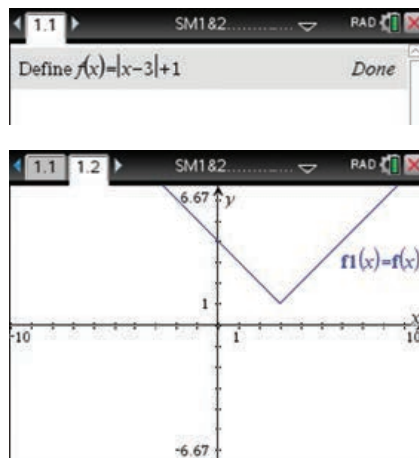 1.1 SM1&2............. RAD
Define f(x)=|x−3|+1 Done
1.1 1.2 SM1&2............. RAD
6.67 y
f1(x)=f(x)
1
x
-10 1 10
-6.67